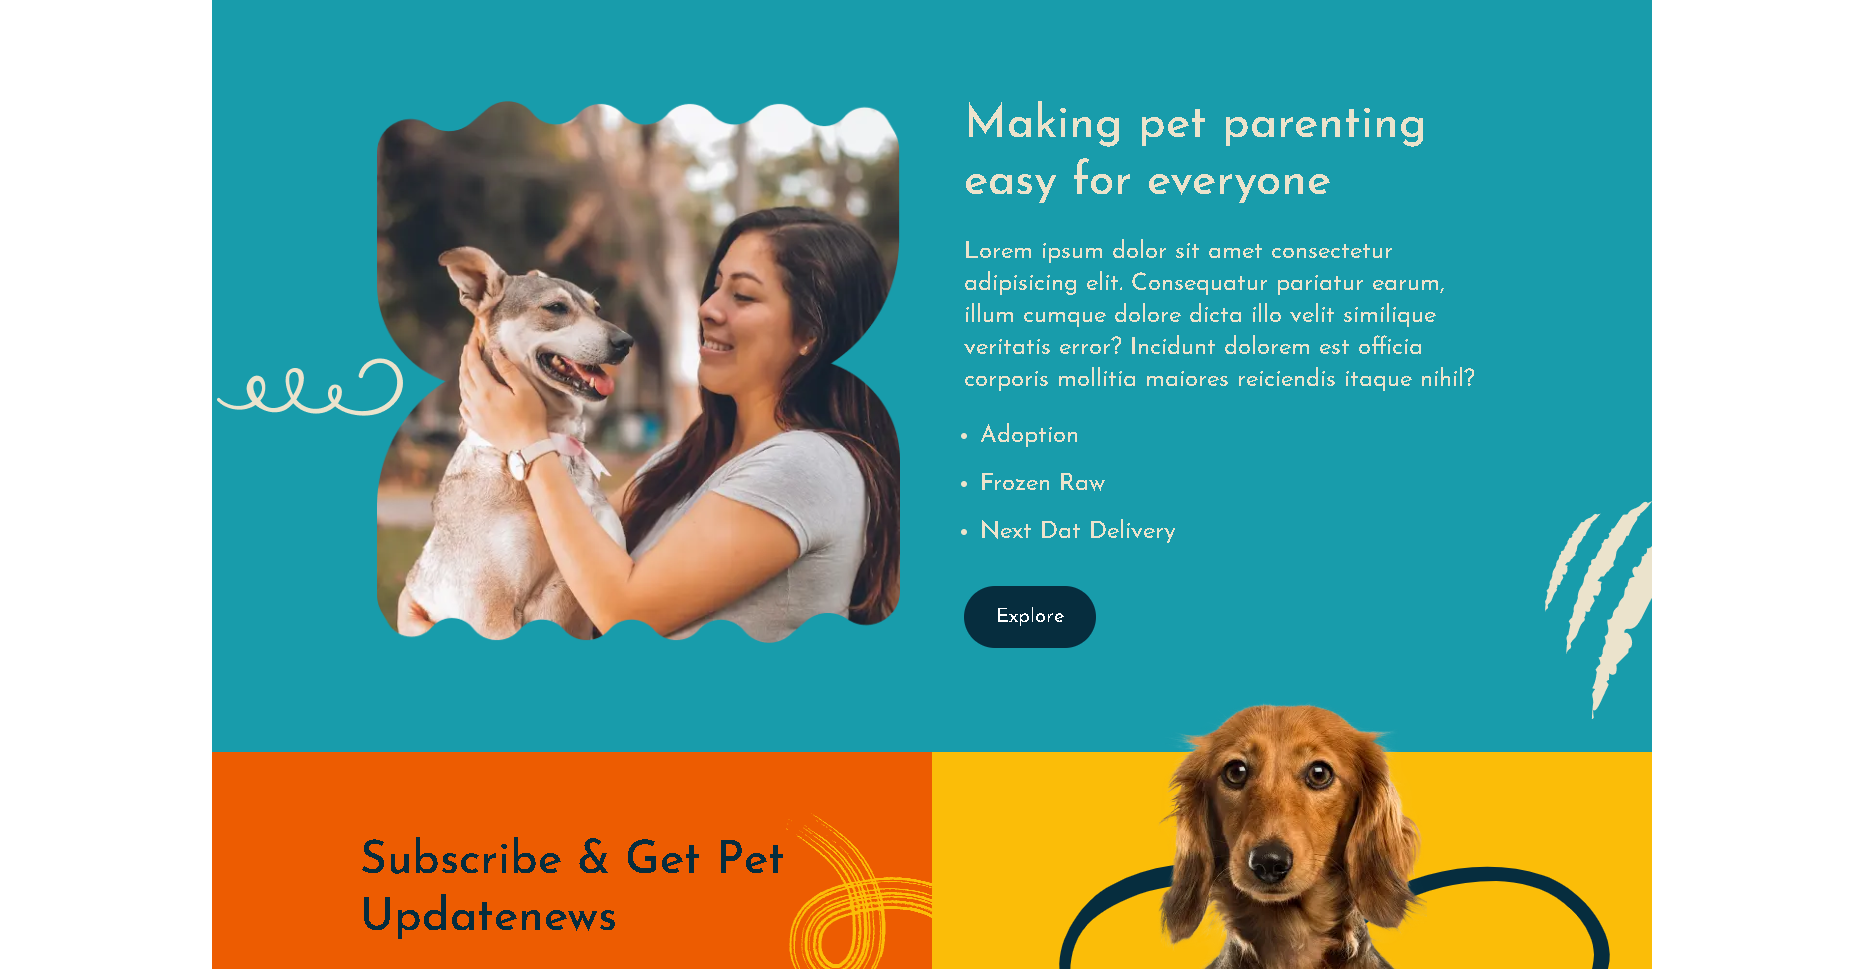 Making pet parenting
easy for everyone
Lorem ipsum dolor sit amet consectetur
adipisicing elit. Consequatur pariatur earum,
illum cumque dolore dicta illo velit similique
veritatis error? Incidunt dolorem est officia
corporis mollitia maiores reiciendis itaque nihil?
• Adoption
• Frozen Raw
• Next Dat Delivery
Explore
Subscribe & Get Pet
Updatenews